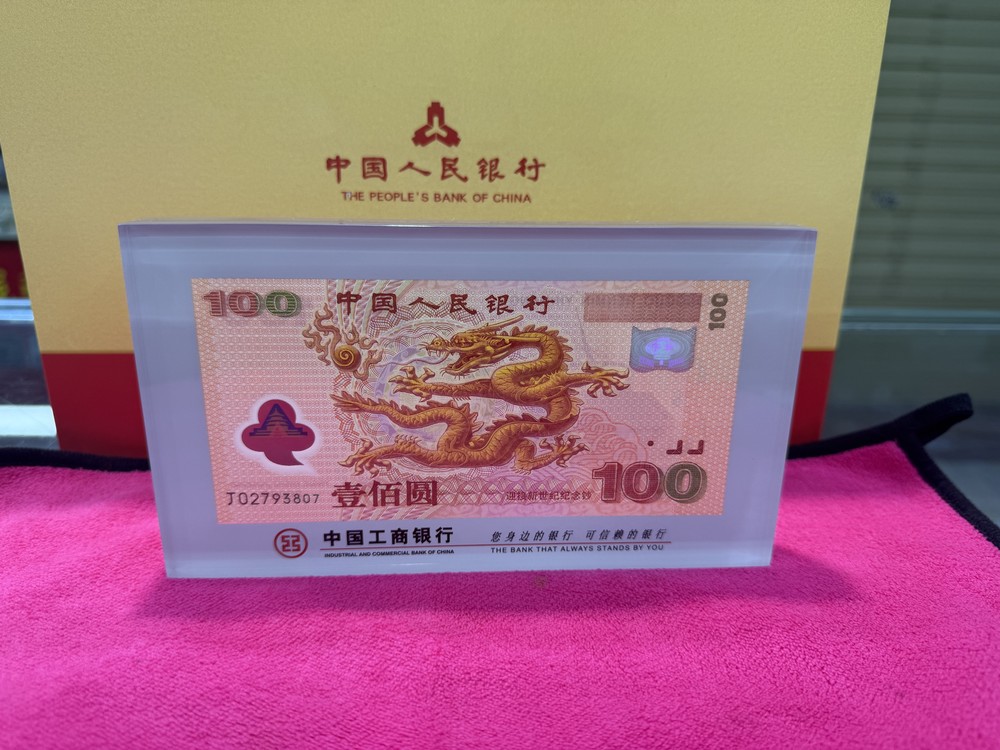 中国人民银行
THE PEOPLE'S BANK OF CHINA
100 中国人民银行
100
J02793807 壹佰圆 迎接新世纪纪念钞 100
中国工商银行 您身边的银行 可信赖的银行
INDUSTRIAL AND COMMERCIAL BANK OF CHINA THE BANK THAT ALWAYS STANDS BY YOU